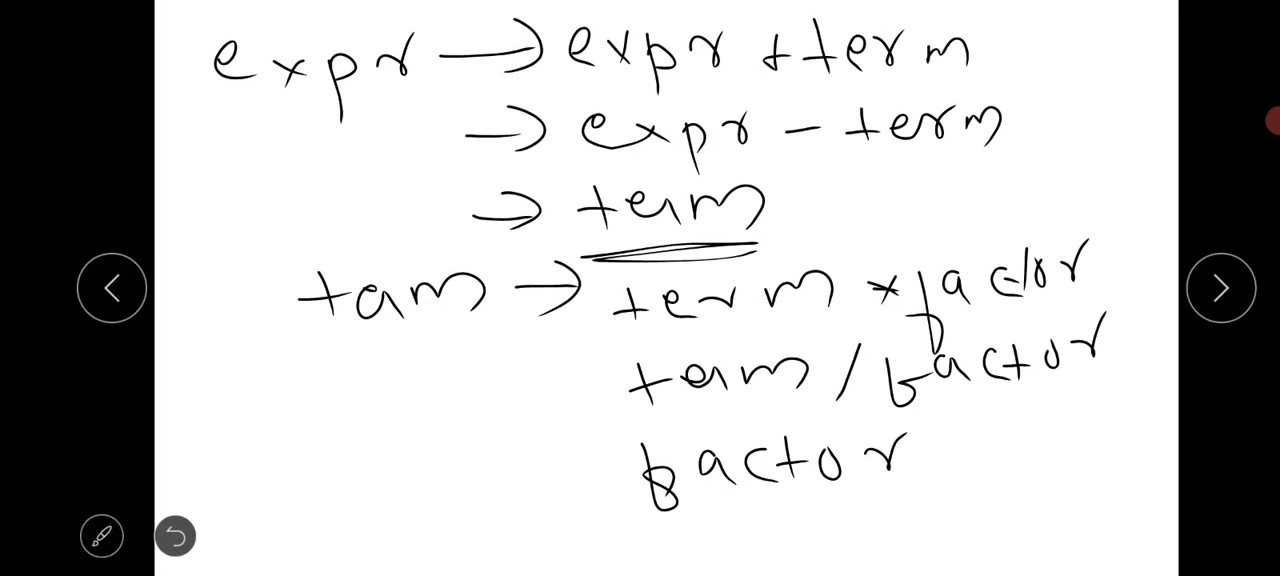 expr → expr + term
→ expr - term
→ term
term → term * factor
term / factor
factor